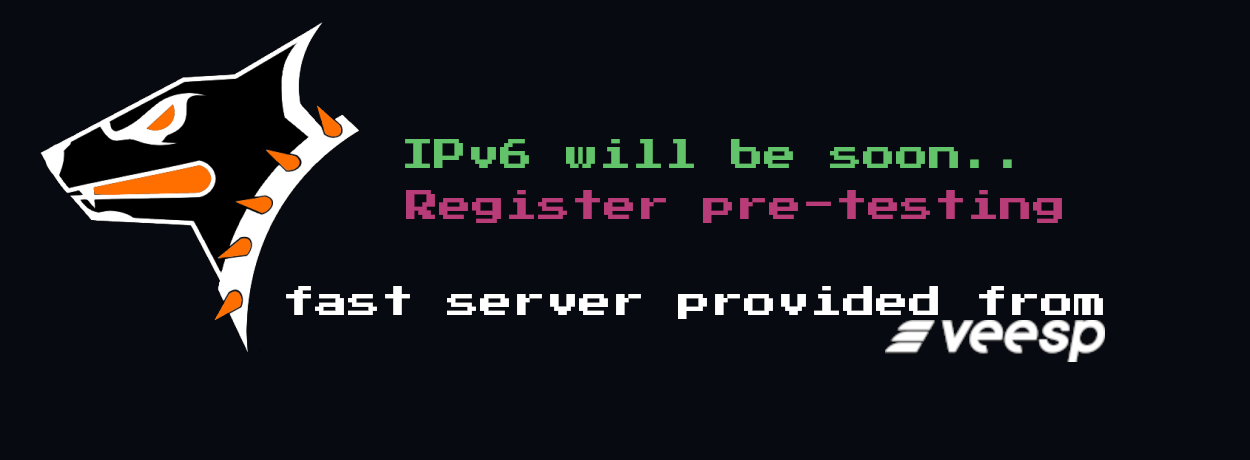 IPv6 will be soon..
Register pre-testing
fast server provided from
veesp